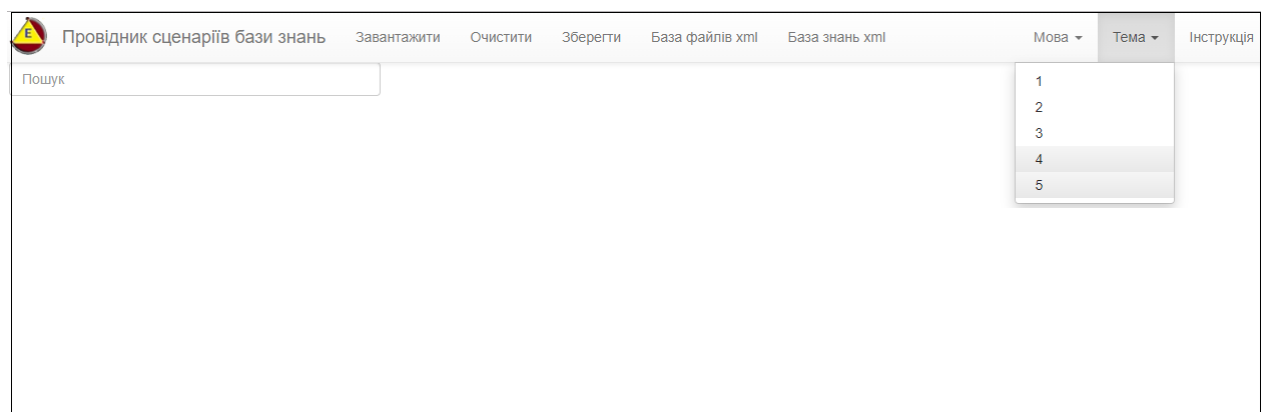 E Провідник сценаріїв бази знань Завантажити Очистити Зберегти База файлів xml База знань xml Мова Тема Інструкція
Пошук
1
2
3
4
5